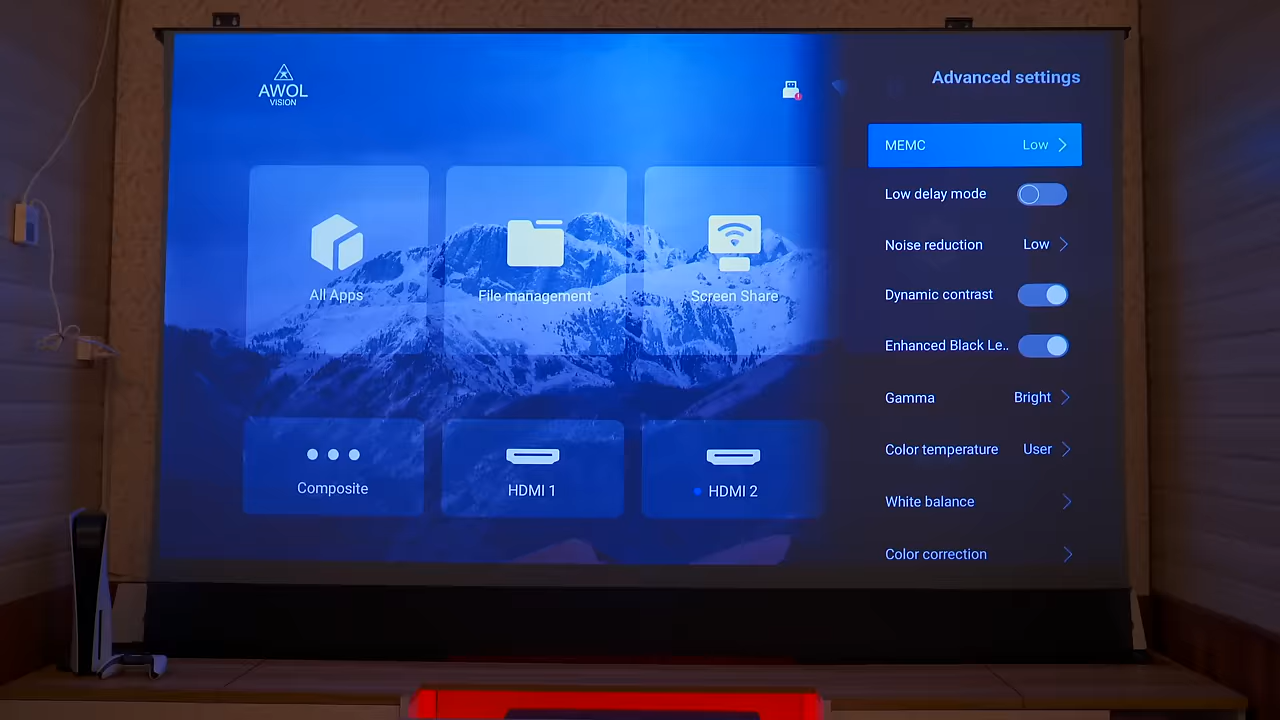 AWOL
VISION
Advanced settings
MEMC Low
Low delay mode
Noise reduction Low
Dynamic contrast
Enhanced Black Le..
Gamma Bright
Color temperature User
White balance
Color correction
All Apps
File management
Screen Share
Composite
HDMI 1
HDMI 2